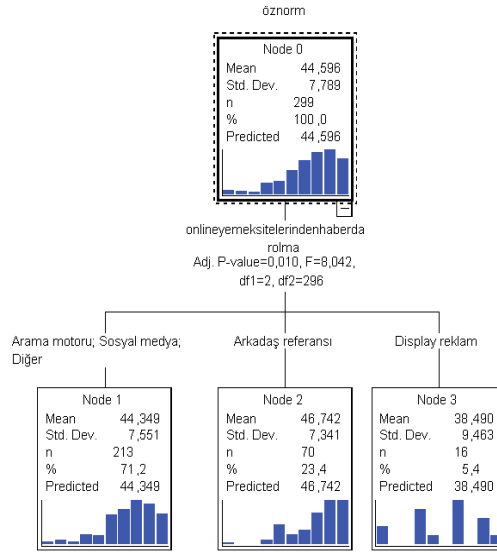 öznorm
Node 0
Mean 44,596
Std. Dev. 7,789
n 299
% 100,0
Predicted 44,596
onlineyemeksitelerindenhaberda
rolma
Adj. P-value=0,010, F=8,042,
df1=2, df2=296
Arama motoru; Sosyal medya;
Diğer
Node 1
Mean 44,349
Std. Dev. 7,551
n 213
% 71,2
Predicted 44,349
Arkadaş referansı
Node 2
Mean 46,742
Std. Dev. 7,341
n 70
% 23,4
Predicted 46,742
Display reklam
Node 3
Mean 38,490
Std. Dev. 9,463
n 16
% 5,4
Predicted 38,490